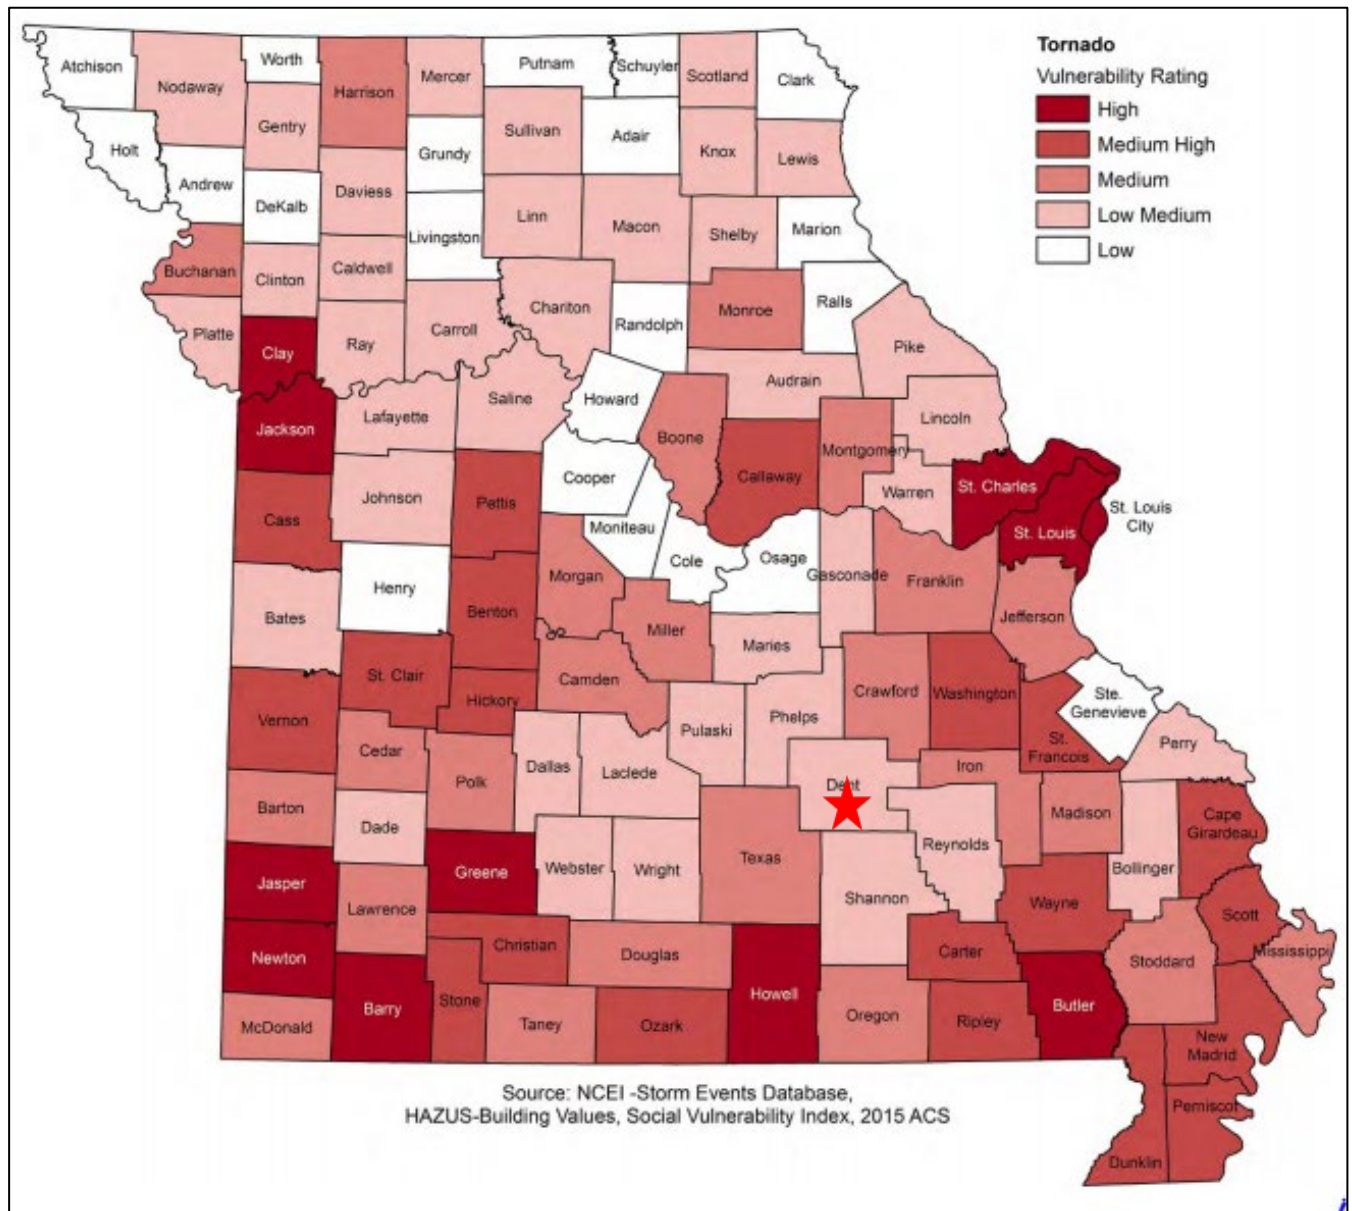 Tornado
Vulnerability Rating
High
Medium High
Medium
Low Medium
Low
Atchison
Nodaway
Worth
Harrison
Mercer
Putnam
Schuyler
Scotland
Clark
Gentry
Sullivan
Adair
Knox
Lewis
Holt
Andrew
DeKalb
Daviess
Grundy
Livingston
Linn
Macon
Shelby
Marion
Buchanan
Clinton
Caldwell
Chariton
Randolph
Monroe
Ralls
Platte
Clay
Ray
Carroll
Pike
Audrain
Jackson
Lafayette
Saline
Howard
Boone
Lincoln
Callaway
Montgomery
Warren
St. Charles
St. Louis
City
St. Louis
Cass
Johnson
Pettis
Cooper
Moniteau
Cole
Osage
Gasconade
Franklin
Jefferson
Bates
Henry
Benton
Morgan
Miller
Maries
Vernon
St. Clair
Hickory
Camden
Pulaski
Phelps
Crawford
Washington
St.
Francois
Ste.
Genevieve
Perry
Cedar
Polk
Dallas
Laclede
Dent
Iron
Barton
Dade
Reynolds
Madison
Bollinger
Cape
Girardeau
Jasper
Greene
Webster
Wright
Texas
Shannon
Wayne
Scott
Mississippi
Lawrence
Newton
Christian
Douglas
Carter
Stoddard
McDonald
Barry
Stone
Taney
Ozark
Howell
Oregon
Ripley
Butler
New
Madrid
Pemiscot
Dunklin
Source: NCEI -Storm Events Database,
HAZUS-Building Values, Social Vulnerability Index, 2015 ACS